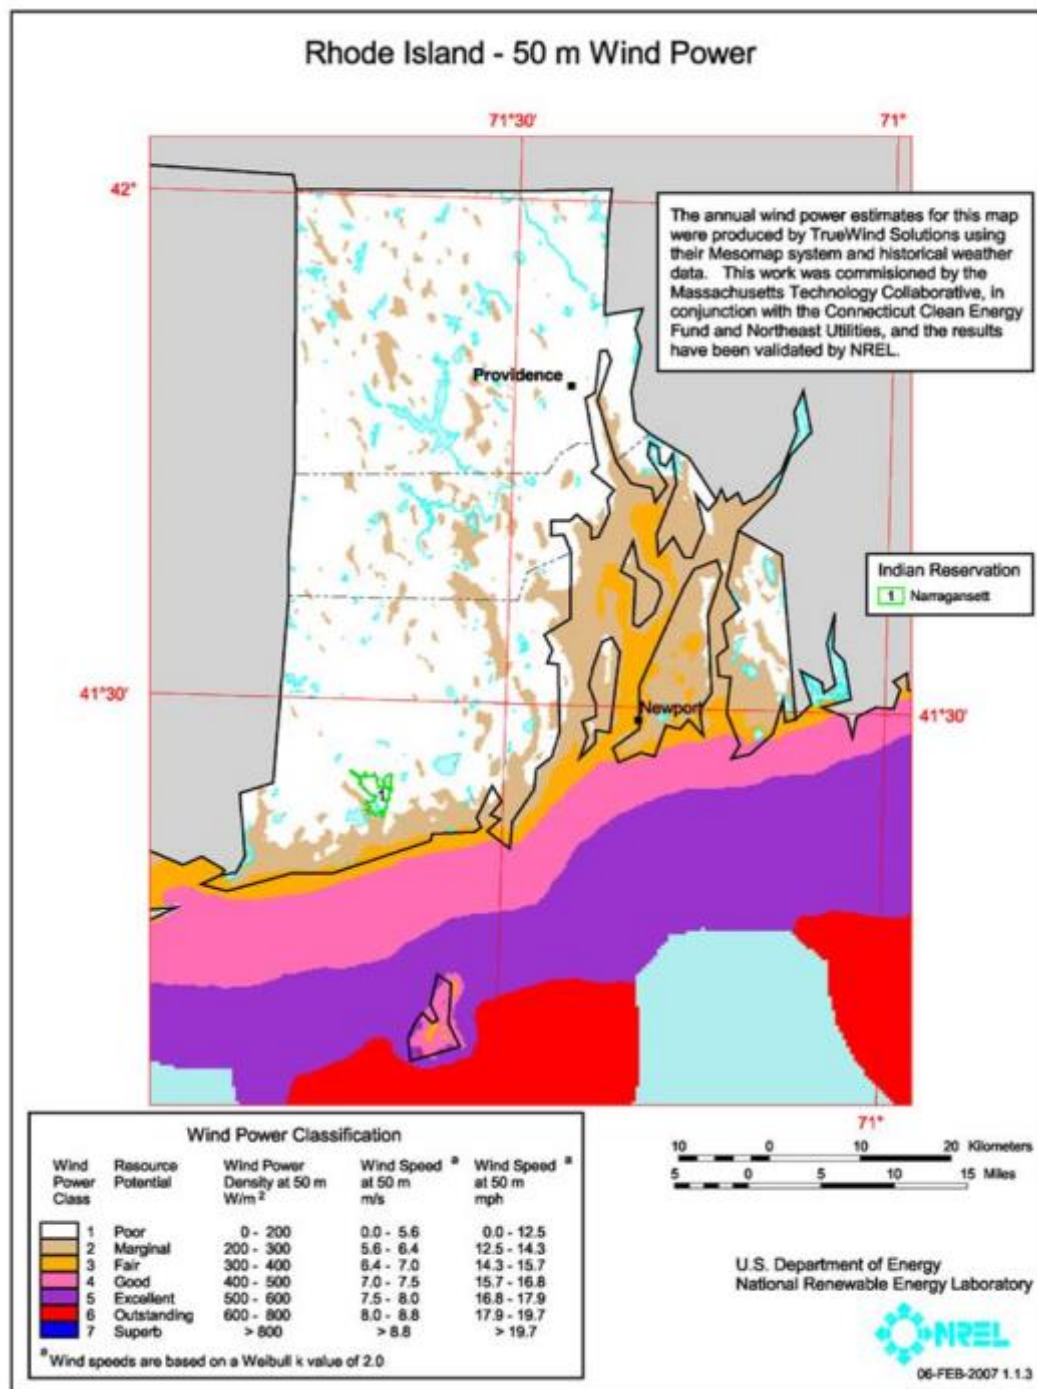 Rhode Island - 50 m Wind Power
71°30'
71°
42°
The annual wind power estimates for this map
were produced by TrueWind Solutions using
their Mesomap system and historical weather
data. This work was commisioned by the
Massachusetts Technology Collaborative, in
conjunction with the Connecticut Clean Energy
Fund and Northeast Utilities, and the results
have been validated by NREL.
Providence
Indian Reservation
1 Narragansett
41°30'
Newport
41°30'
1
71°
Wind Power Classification
Wind Power Class Resource Potential Wind Power Density at 50 m W/m 2 Wind Speed a at 50 m m/s Wind Speed a at 50 m mph
1 Poor 0 - 200 0.0 - 5.6 0.0 - 12.5
2 Marginal 200 - 300 5.6 - 6.4 12.5 - 14.3
3 Fair 300 - 400 6.4 - 7.0 14.3 - 15.7
4 Good 400 - 500 7.0 - 7.5 15.7 - 16.8
5 Excellent 500 - 600 7.5 - 8.0 16.8 - 17.9
6 Outstanding 600 - 800 8.0 - 8.8 17.9 - 19.7
7 Superb > 800 > 8.8 > 19.7
a Wind speeds are based on a Weibull k value of 2.0
10 0 10 20 Kilometers
5 0 5 10 15 Miles
U.S. Department of Energy
National Renewable Energy Laboratory
NREL
06-FEB-2007 1.1.3